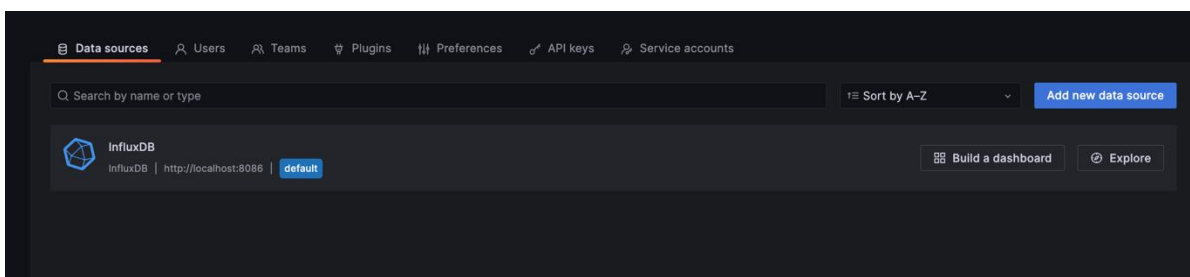 Data sources Users Teams Plugins Preferences API keys Service accounts
Search by name or type Sort by A–Z Add new data source
InfluxDB
InfluxDB | http://localhost:8086 | default
Build a dashboard Explore